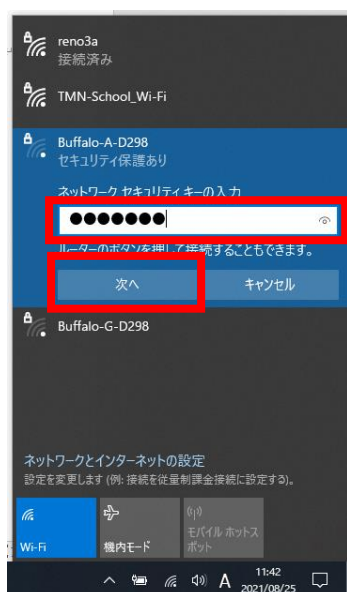 reno3a
接続済み
TMN-School_Wi-Fi
Buffalo-A-D298
セキュリティ保護あり
ネットワーク セキュリティ キーの入力
●●●●●●●
ルーターのボタンを押して接続することもできます。
次へ
キャンセル
Buffalo-G-D298
ネットワークとインターネットの設定
設定を変更します (例: 接続を従量制課金接続に設定する)。
Wi-Fi
機内モード
モバイル ホットス
ポット
A
11:42
2021/08/25